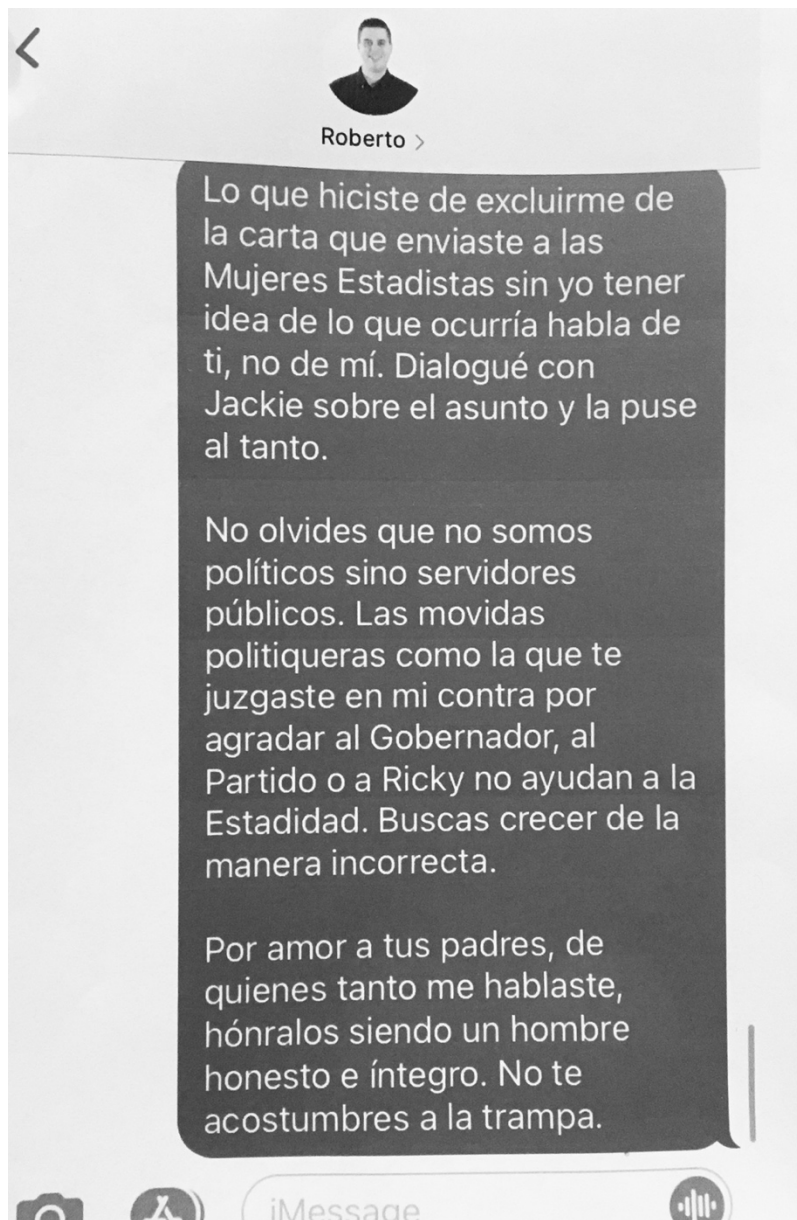 Roberto >
Lo que hiciste de excluirme de
la carta que enviaste a las
Mujeres Estadistas sin yo tener
idea de lo que ocurría habla de
ti, no de mí. Dialogué con
Jackie sobre el asunto y la puse
al tanto.
No olvides que no somos
políticos sino servidores
públicos. Las movidas
politiqueras como la que te
juzgaste en mi contra por
agradar al Gobernador, al
Partido o a Ricky no ayudan a la
Estadidad. Buscas crecer de la
manera incorrecta.
Por amor a tus padres, de
quienes tanto me hablaste,
hónralos siendo un hombre
honesto e íntegro. No te
acostumbres a la trampa.
iMessage